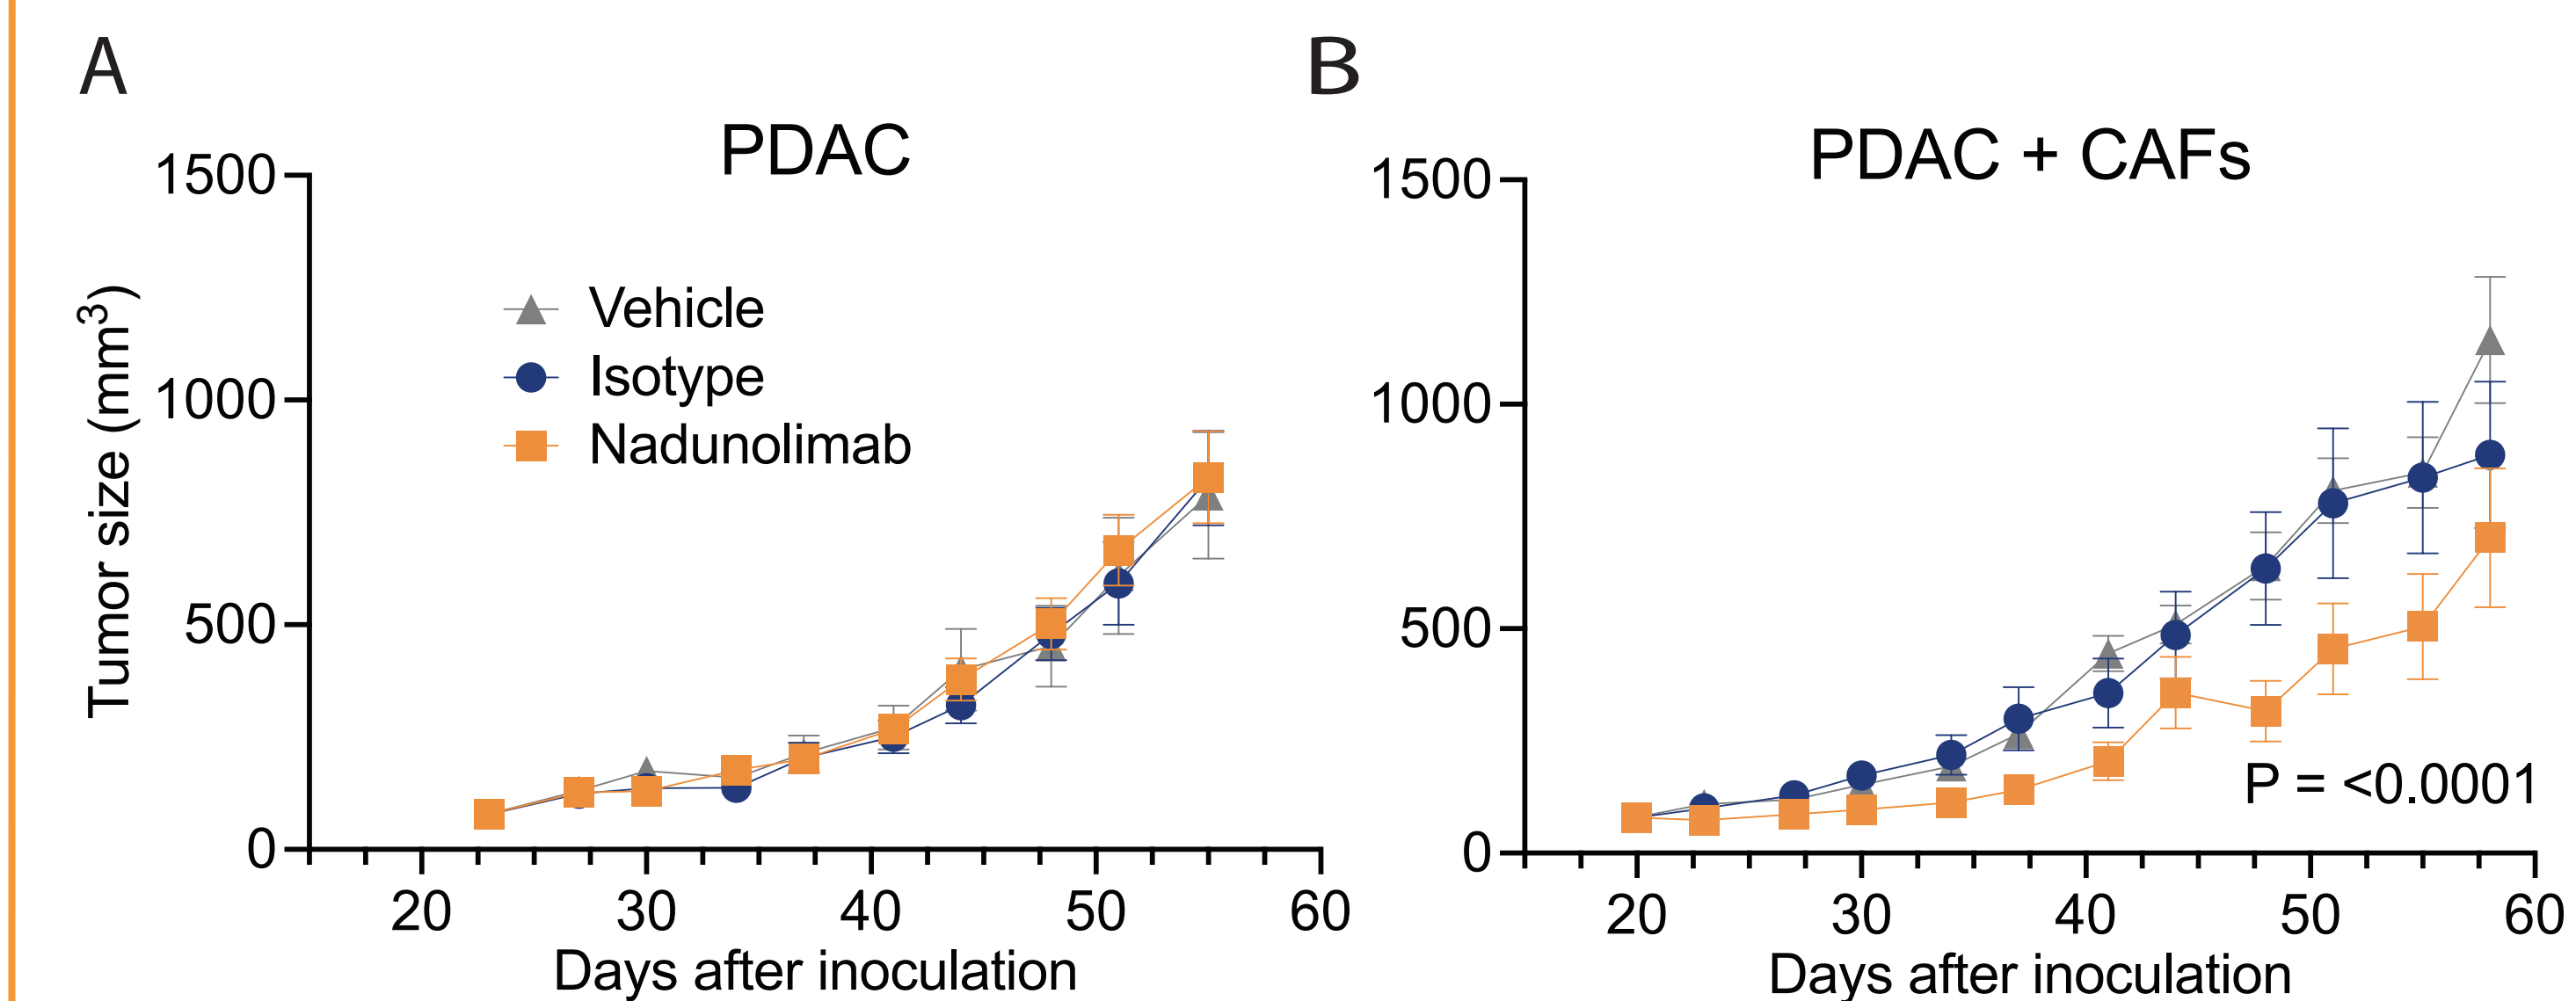 A
PDAC
1500
1000
500
0
Tumor size (mm³)
Vehicle
Isotype
Nadunolimab
20 30 40 50 60
Days after inoculation
B
PDAC + CAFs
1500
1000
500
0
P = <0.0001
20 30 40 50 60
Days after inoculation